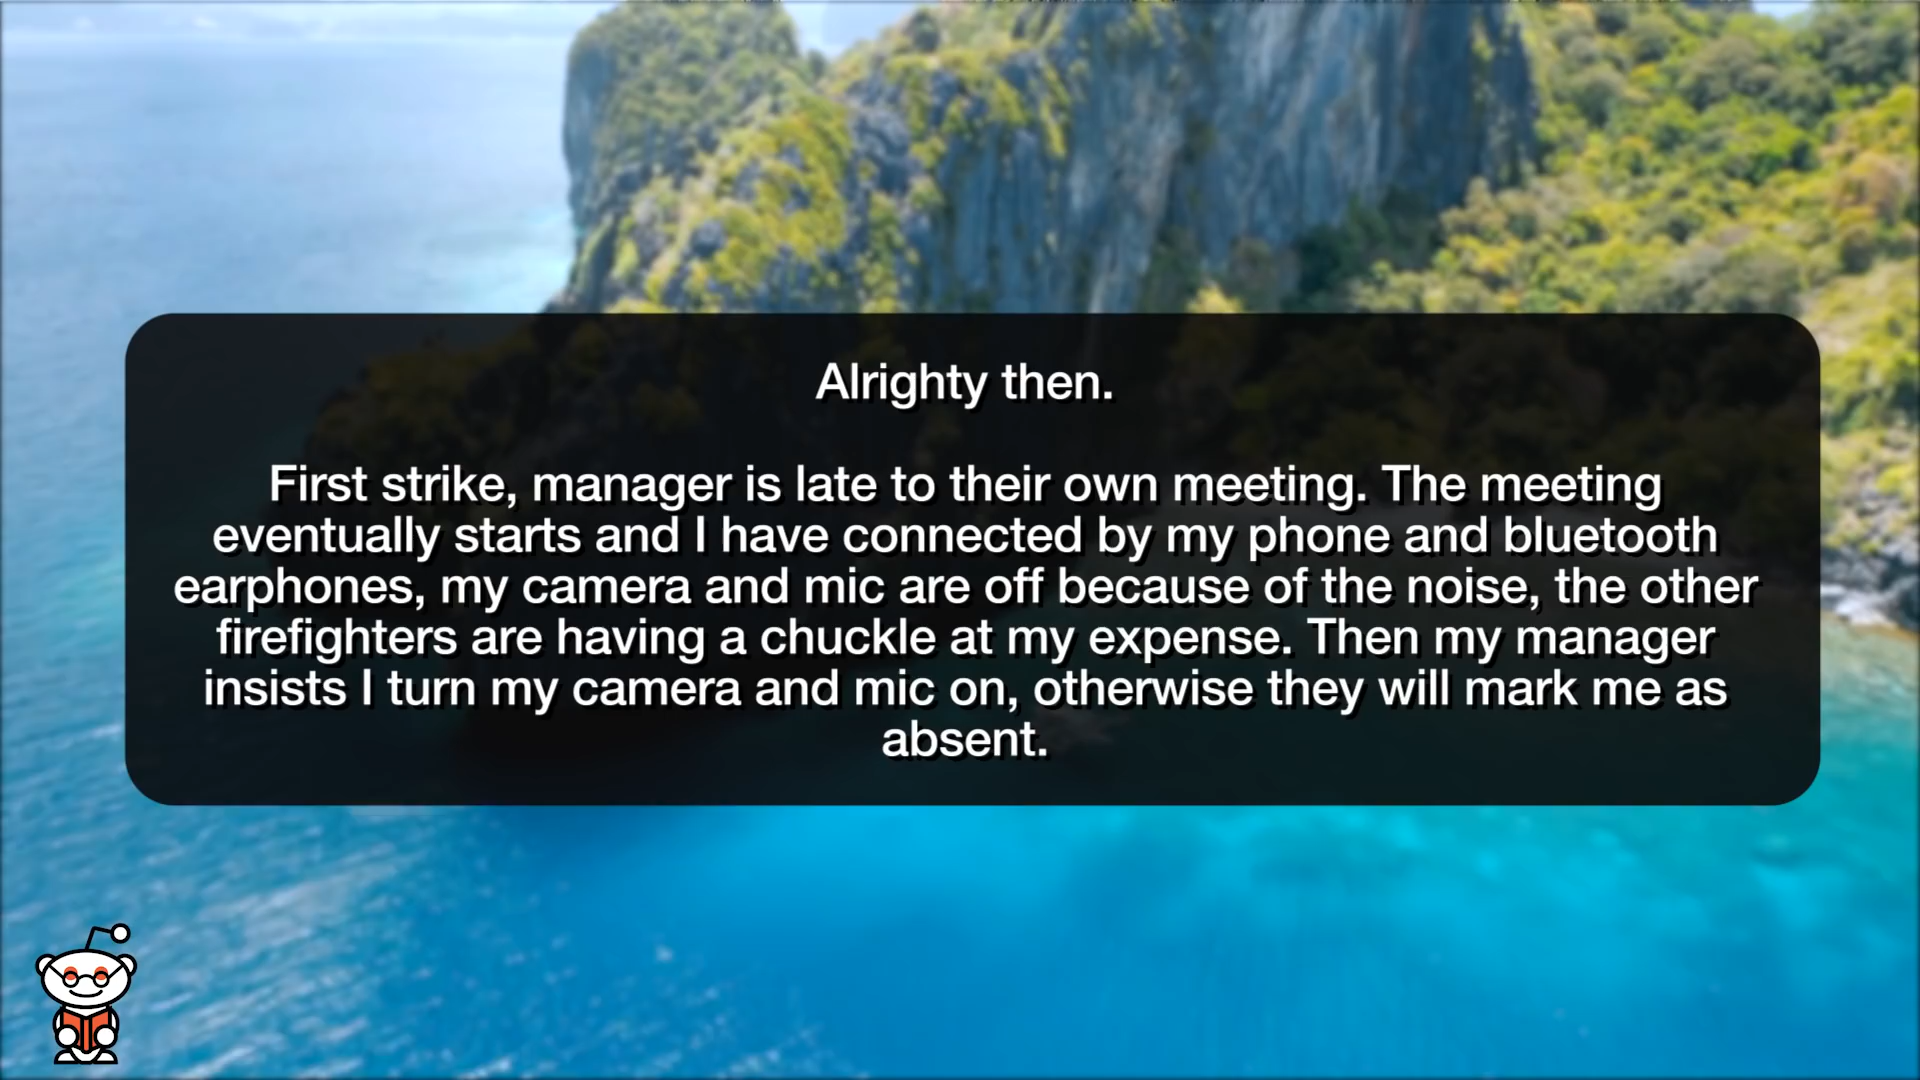 Alrighty then.
First strike, manager is late to their own meeting. The meeting
eventually starts and I have connected by my phone and bluetooth
earphones, my camera and mic are off because of the noise, the other
firefighters are having a chuckle at my expense. Then my manager
insists I turn my camera and mic on, otherwise they will mark me as
absent.